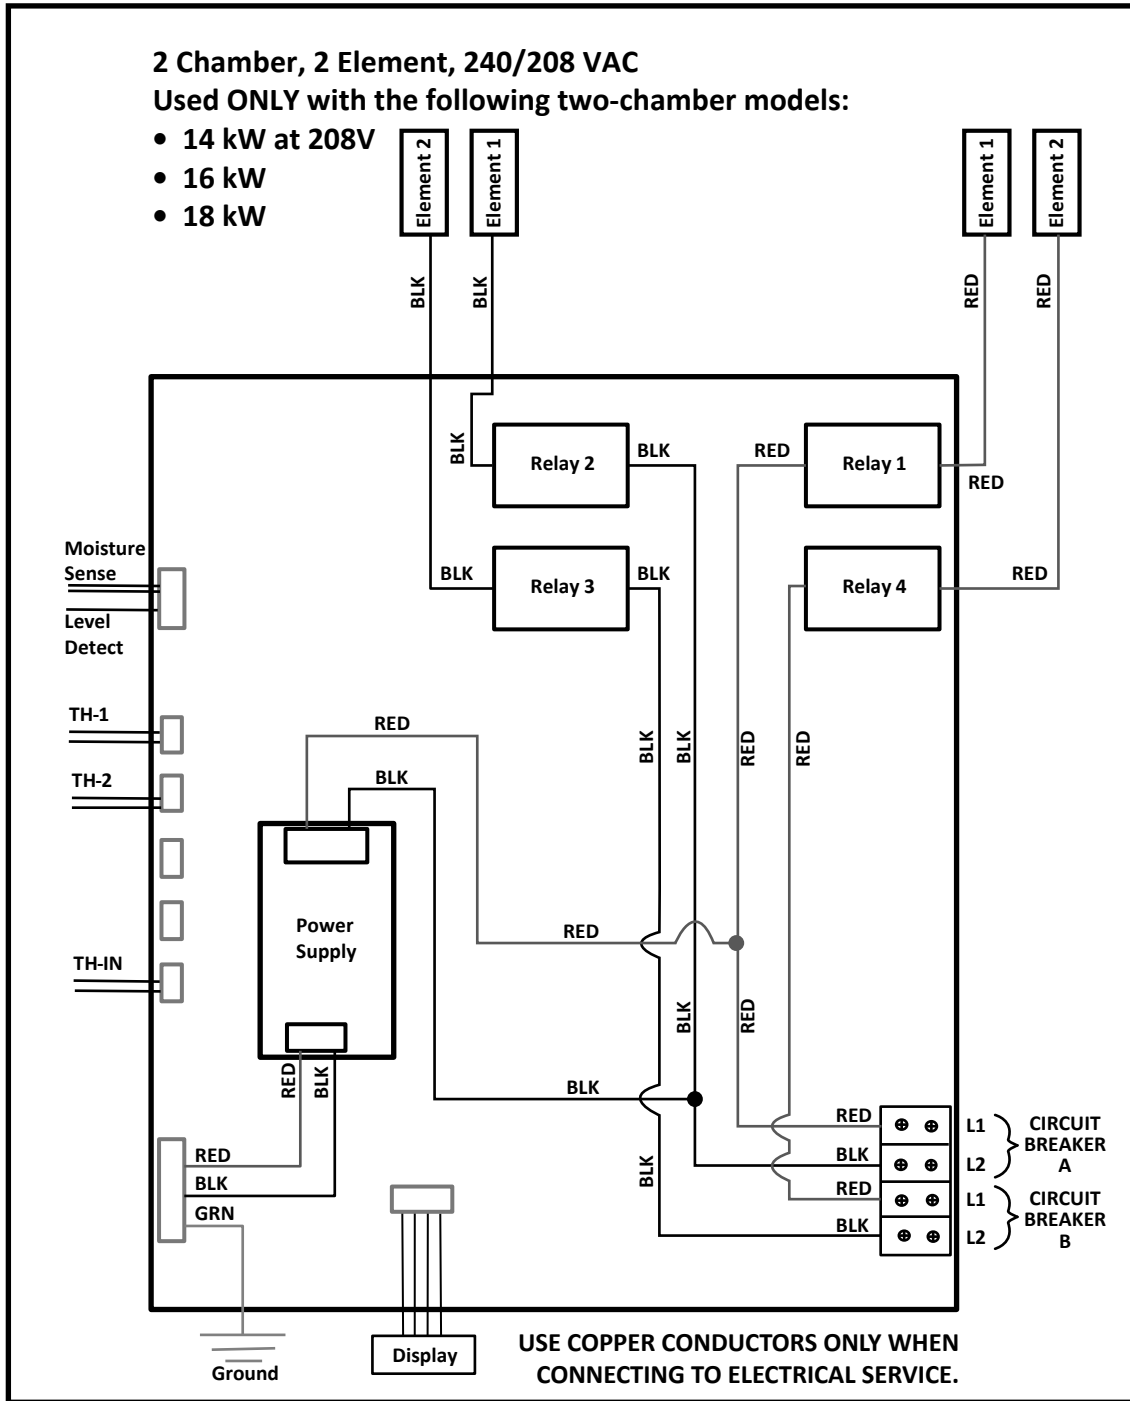 2 Chamber, 2 Element, 240/208 VAC
Used ONLY with the following two-chamber models:
• 14 kW at 208V
• 16 kW
• 18 kW
Element 2
Element 1
Element 1
Element 2
BLK
BLK
RED
RED
BLK
Relay 2
BLK
RED
Relay 1
RED
BLK
Relay 3
BLK
Relay 4
RED
Moisture
Sense
Level
Detect
TH-1
TH-2
TH-IN
RED
BLK
BLK
BLK
RED
RED
Power
Supply
RED
BLK
RED
RED
BLK
BLK
RED
BLK
GRN
BLK
RED
BLK
RED
BLK
L1
L2
L1
L2
CIRCUIT
BREAKER
A
CIRCUIT
BREAKER
B
Ground
Display
USE COPPER CONDUCTORS ONLY WHEN
CONNECTING TO ELECTRICAL SERVICE.